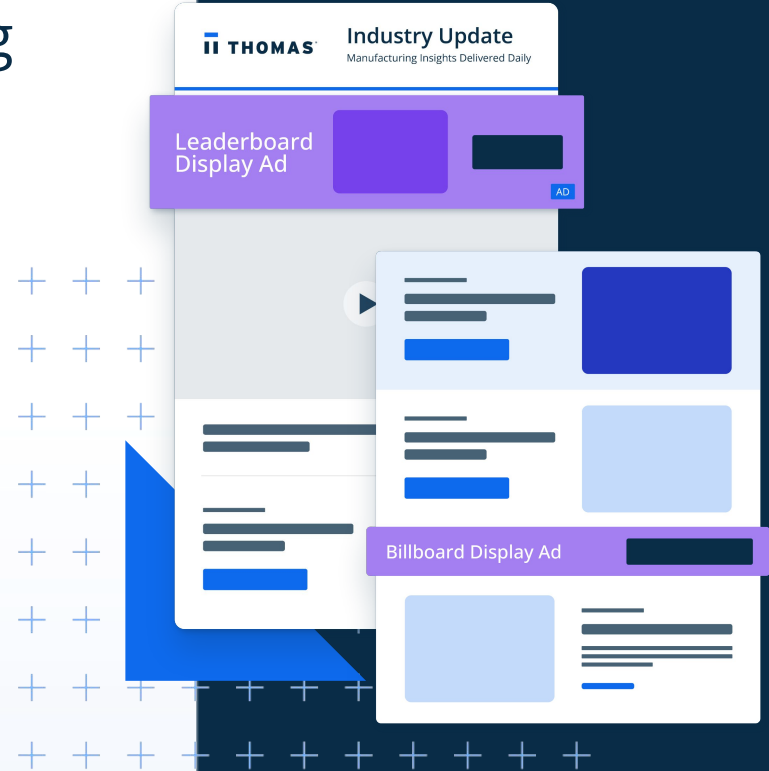 g
THOMAS
Industry Update
Manufacturing Insights Delivered Daily
Leaderboard
Display Ad
AD
Billboard Display Ad